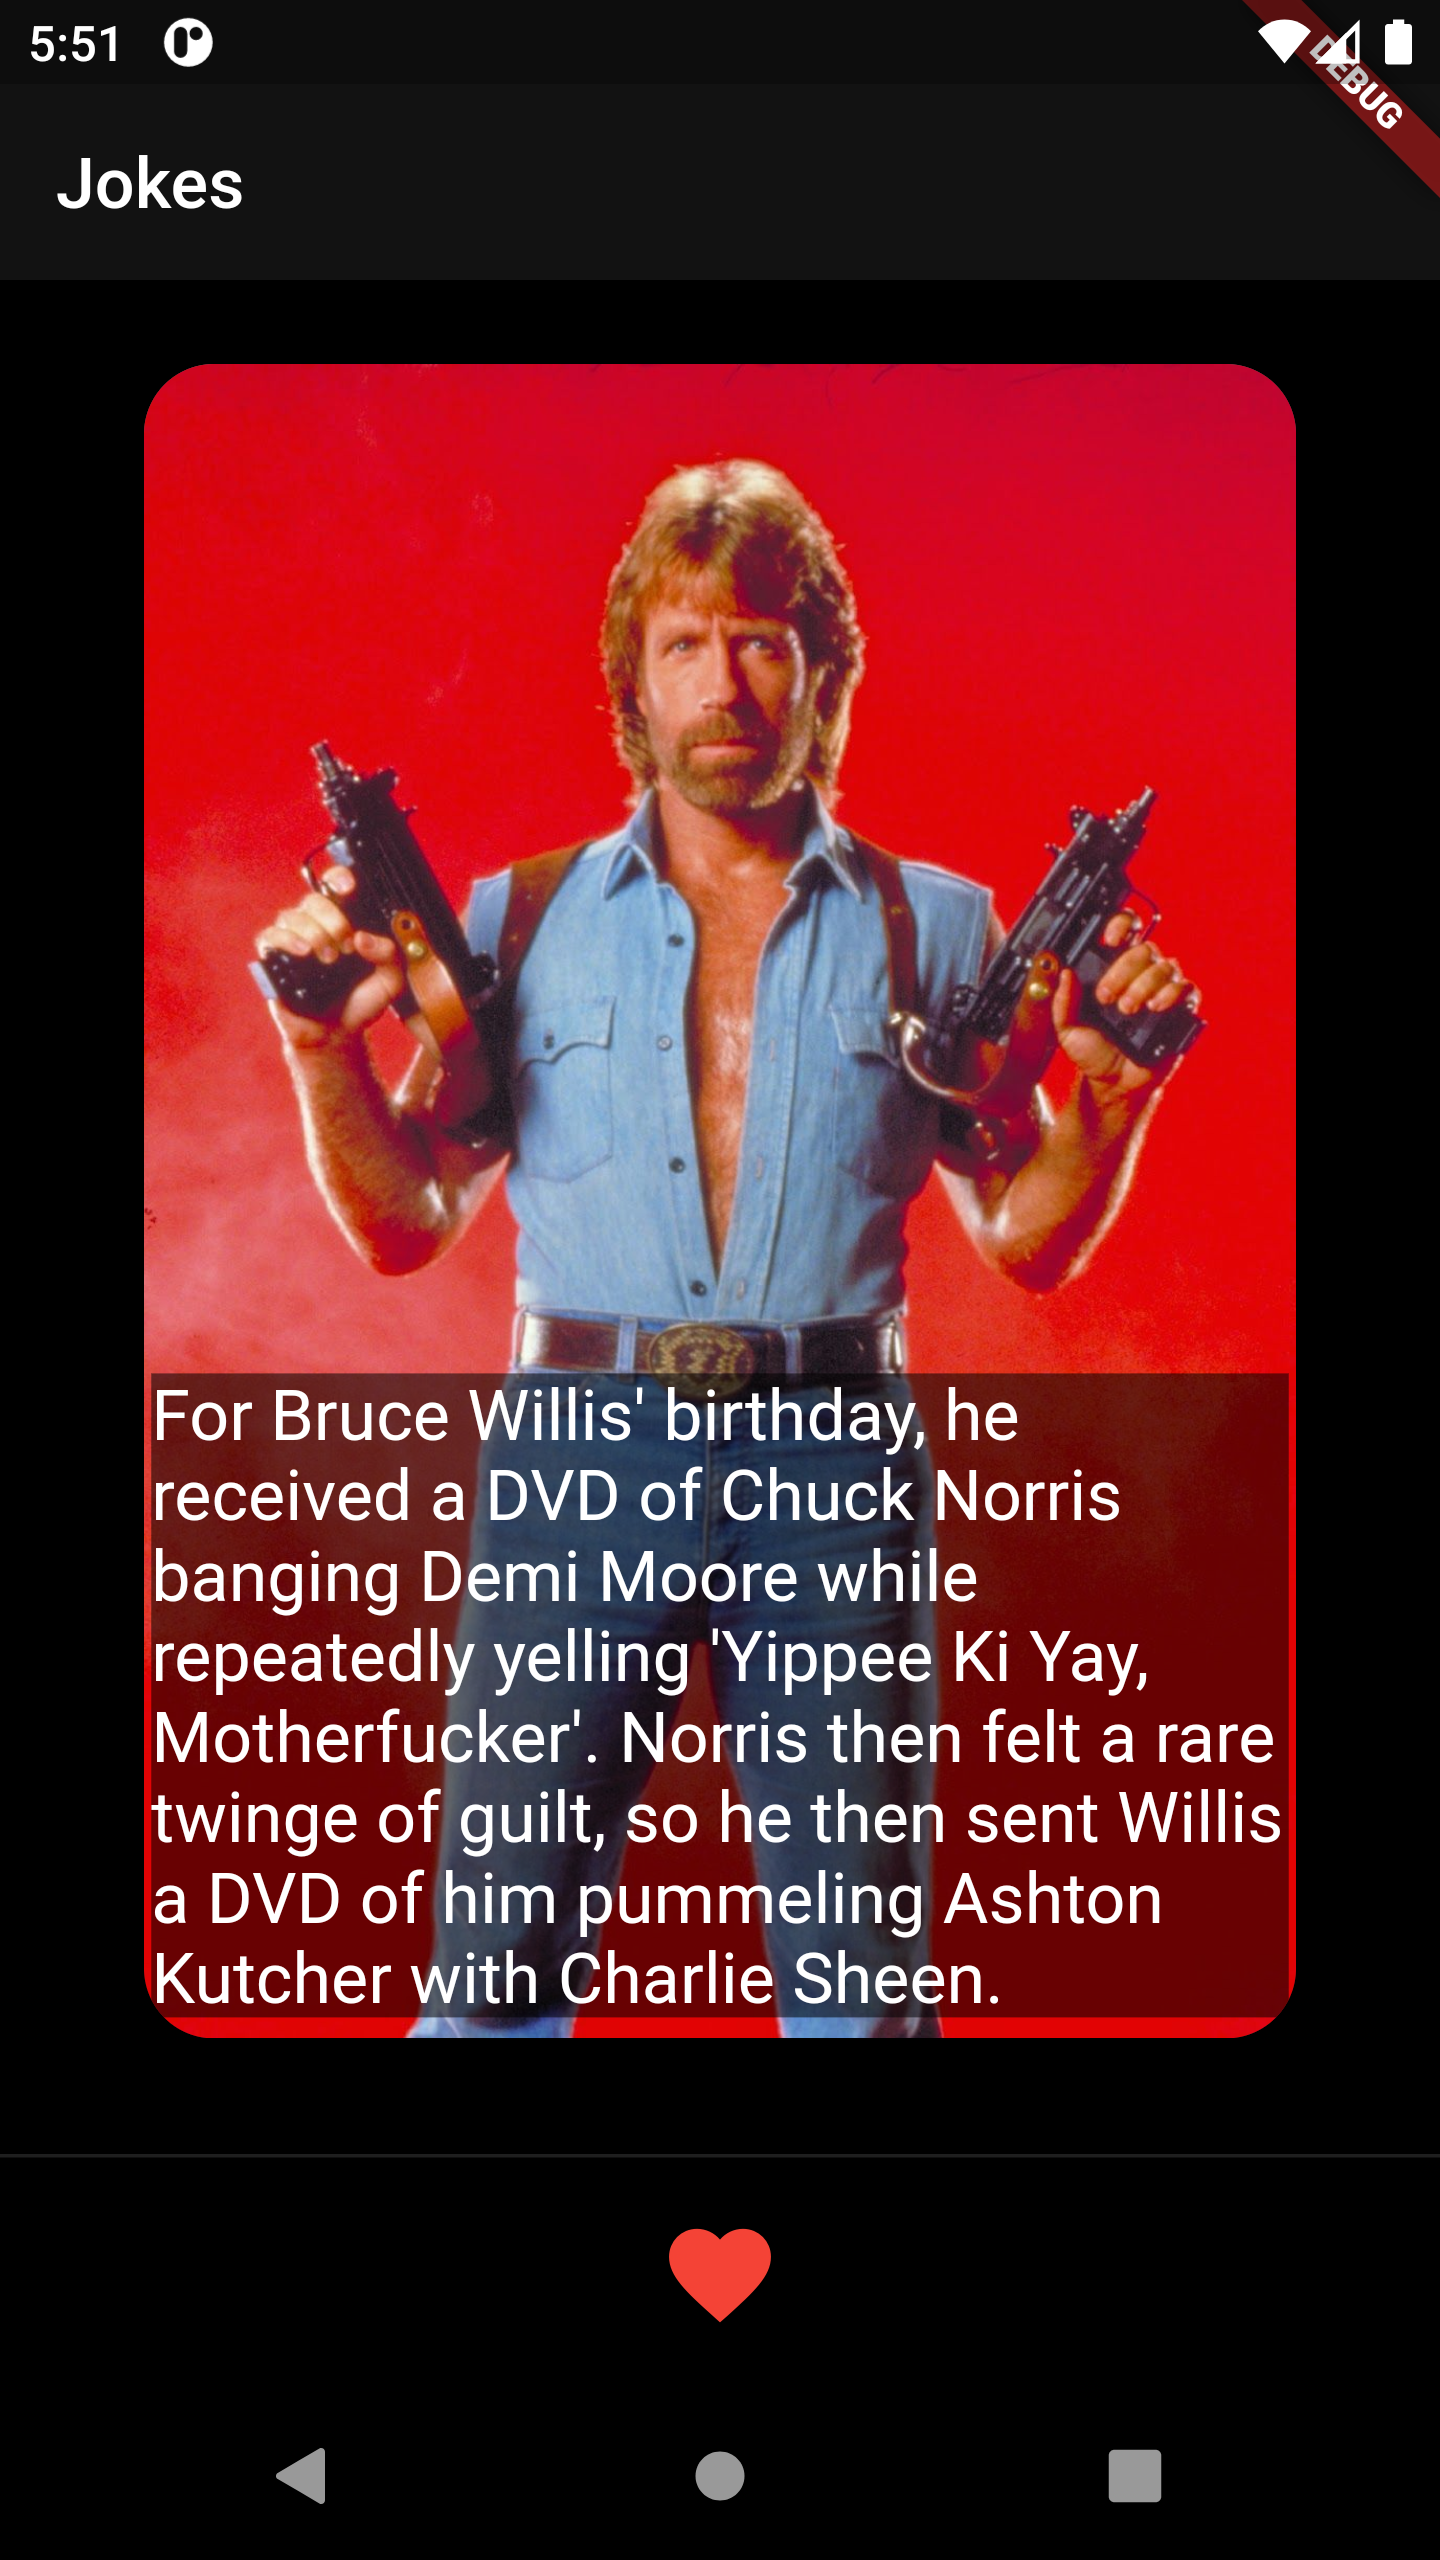 5:51
DEBUG
Jokes
For Bruce Willis' birthday, he
received a DVD of Chuck Norris
banging Demi Moore while
repeatedly yelling 'Yippee Ki Yay,
Motherfucker'. Norris then felt a rare
twinge of guilt, so he then sent Willis
a DVD of him pummeling Ashton
Kutcher with Charlie Sheen.